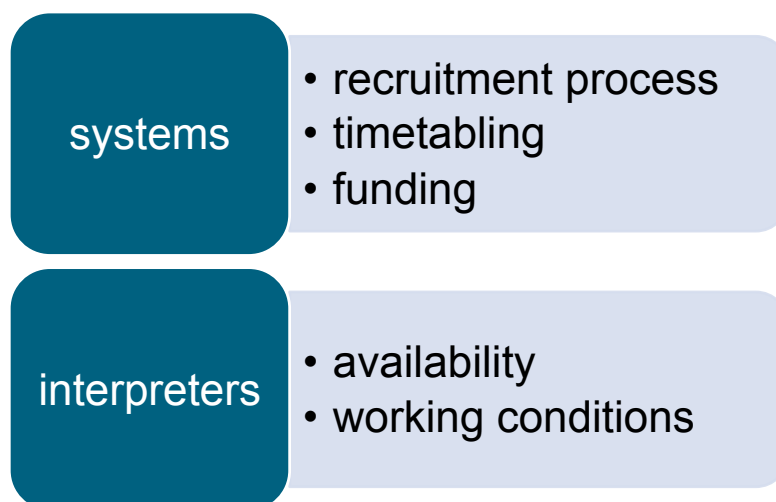 systems
• recruitment process
• timetabling
• funding
interpreters
• availability
• working conditions